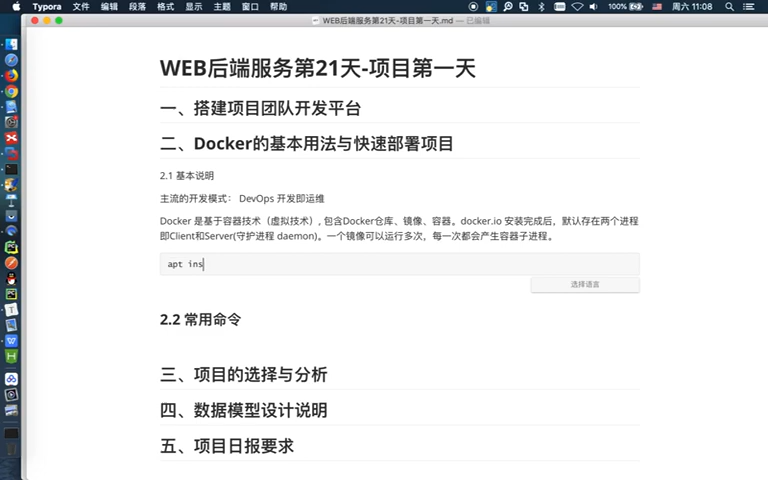 Typora 文件 编辑 段落 格式 显示 主题 窗口 帮助 100% 周六 11:08
WEB后端服务第21天-项目第一天.md — 已编辑
WEB后端服务第21天-项目第一天
一、搭建项目团队开发平台
二、Docker的基本用法与快速部署项目
2.1 基本说明
主流的开发模式： DevOps 开发即运维
Docker 是基于容器技术（虚拟技术）, 包含Docker仓库、镜像、容器。docker.io 安装完成后，默认存在两个进程
即Client和Server(守护进程 daemon)。一个镜像可以运行多次，每一次都会产生容器子进程。
apt ins
选择语言
2.2 常用命令
三、项目的选择与分析
四、数据模型设计说明
五、项目日报要求